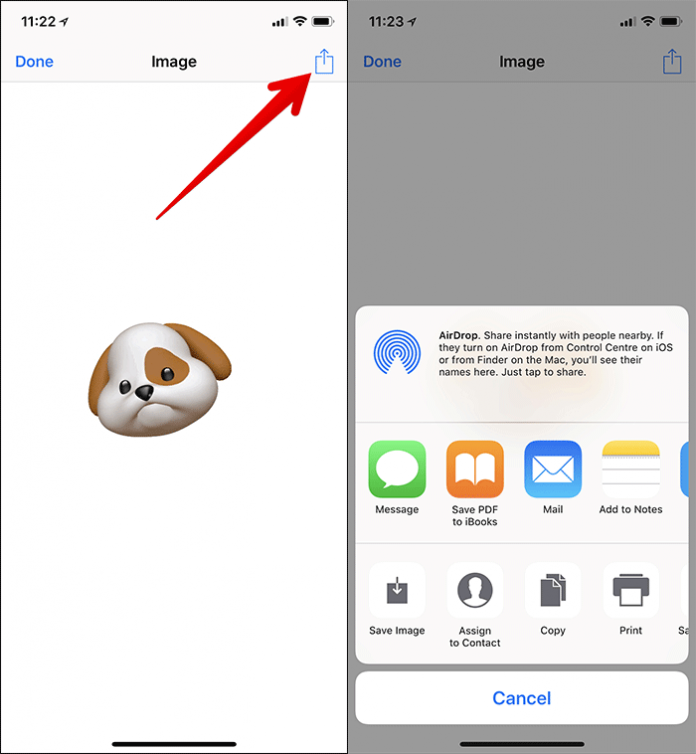 11:22
Done
Image
11:23
Done
Image
AirDrop. Share instantly with people nearby. If
they turn on AirDrop from Control Centre on iOS
or from Finder on the Mac, you'll see their
names here. Just tap to share.
Message
Save PDF
to iBooks
Mail
Add to Notes
Save Image
Assign
to Contact
Copy
Print
Sa
Cancel